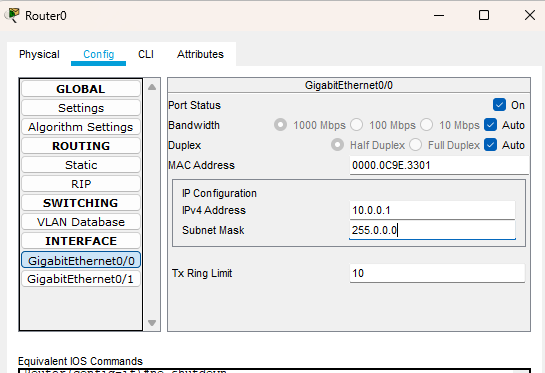 Router0
Physical Config CLI Attributes
GLOBAL
Settings
Algorithm Settings
ROUTING
Static
RIP
SWITCHING
VLAN Database
INTERFACE
GigabitEthernet0/0
GigabitEthernet0/1
GigabitEthernet0/0
Port Status On
Bandwidth 1000 Mbps 100 Mbps 10 Mbps Auto
Duplex Half Duplex Full Duplex Auto
MAC Address 0000.0C9E.3301
IP Configuration
IPv4 Address 10.0.0.1
Subnet Mask 255.0.0.0
Tx Ring Limit 10
Equivalent IOS Commands